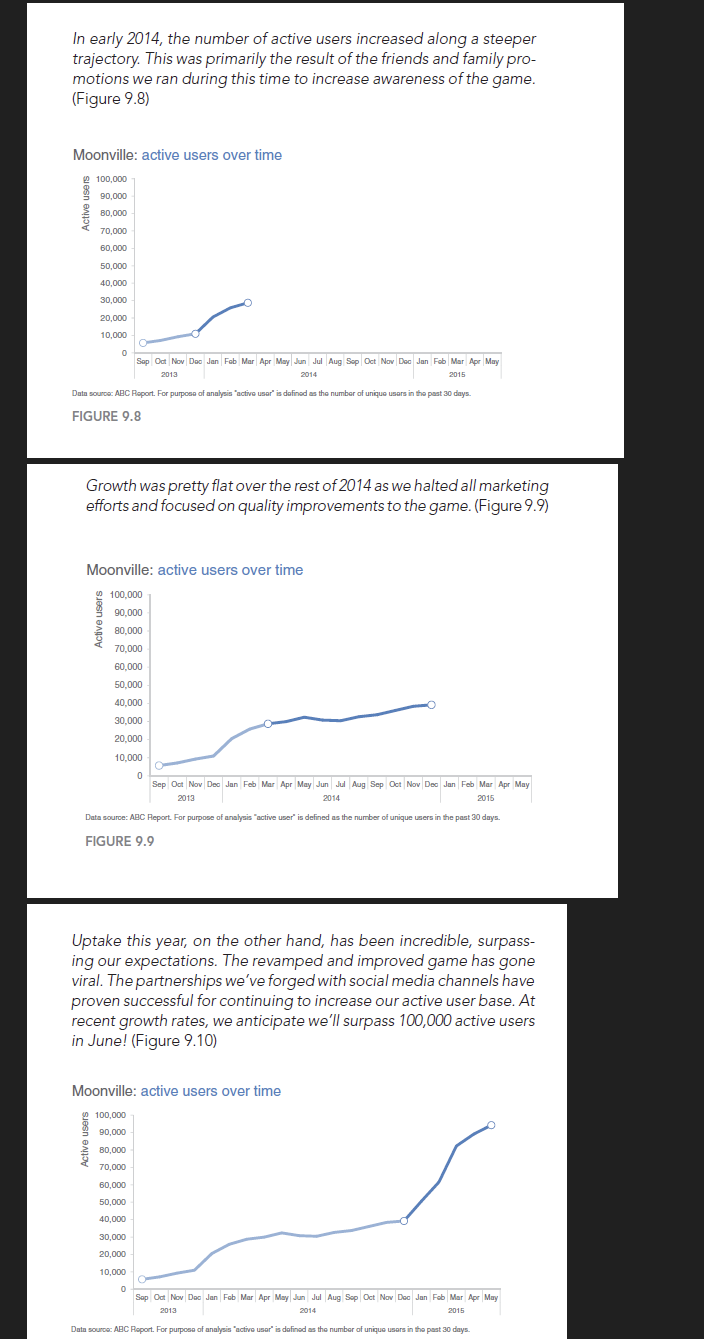 In early 2014, the number of active users increased along a steeper
trajectory. This was primarily the result of the friends and family pro-
motions we ran during this time to increase awareness of the game.
(Figure 9.8)
Moonville: active users over time
Active users
100,000
90,000
80,000
70,000
60,000
50,000
40,000
30,000
20,000
10,000
0
Sep Oct Nov Dec Jan Feb Mar Apr May Jun Jul Aug Sep Oct Nov Dec Jan Feb Mar Apr May
2013 2014 2015
Data source: ABC Report. For purpose of analysis "active user" is defined as the number of unique users in the past 30 days.
FIGURE 9.8
Growth was pretty flat over the rest of 2014 as we halted all marketing
efforts and focused on quality improvements to the game. (Figure 9.9)
Moonville: active users over time
Active users
100,000
90,000
80,000
70,000
60,000
50,000
40,000
30,000
20,000
10,000
0
Sep Oct Nov Dec Jan Feb Mar Apr May Jun Jul Aug Sep Oct Nov Dec Jan Feb Mar Apr May
2013 2014 2015
Data source: ABC Report. For purpose of analysis "active user" is defined as the number of unique users in the past 30 days.
FIGURE 9.9
Uptake this year, on the other hand, has been incredible, surpass-
ing our expectations. The revamped and improved game has gone
viral. The partnerships we've forged with social media channels have
proven successful for continuing to increase our active user base. At
recent growth rates, we anticipate we'll surpass 100,000 active users
in June! (Figure 9.10)
Moonville: active users over time
Active users
100,000
90,000
80,000
70,000
60,000
50,000
40,000
30,000
20,000
10,000
0
Sep Oct Nov Dec Jan Feb Mar Apr May Jun Jul Aug Sep Oct Nov Dec Jan Feb Mar Apr May
2013 2014 2015
Data source: ABC Report. For purpose of analysis "active user" is defined as the number of unique users in the past 30 days.